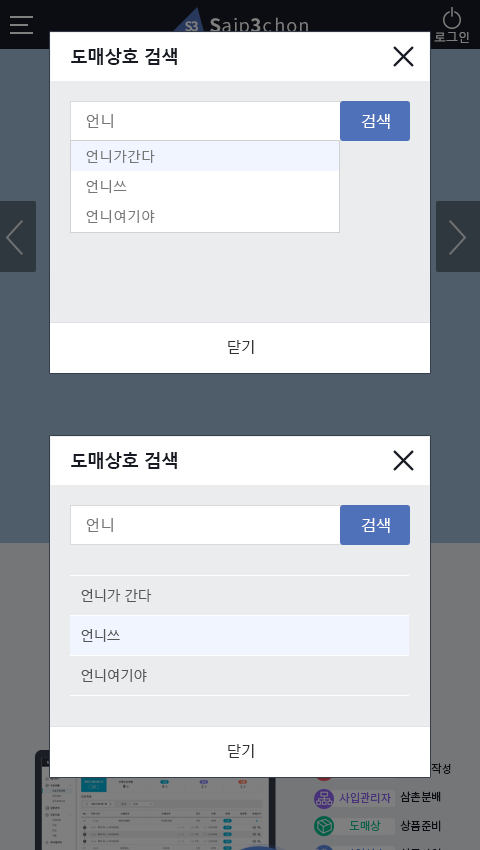 S3 Saip3chon
로그인
도매상호 검색
언니
검색
언니가간다
언니쓰
언니여기야
닫기
도매상호 검색
언니
검색
언니가 간다
언니쓰
언니여기야
닫기
작성
사입관리자 삼촌분배
도매상 상품준비